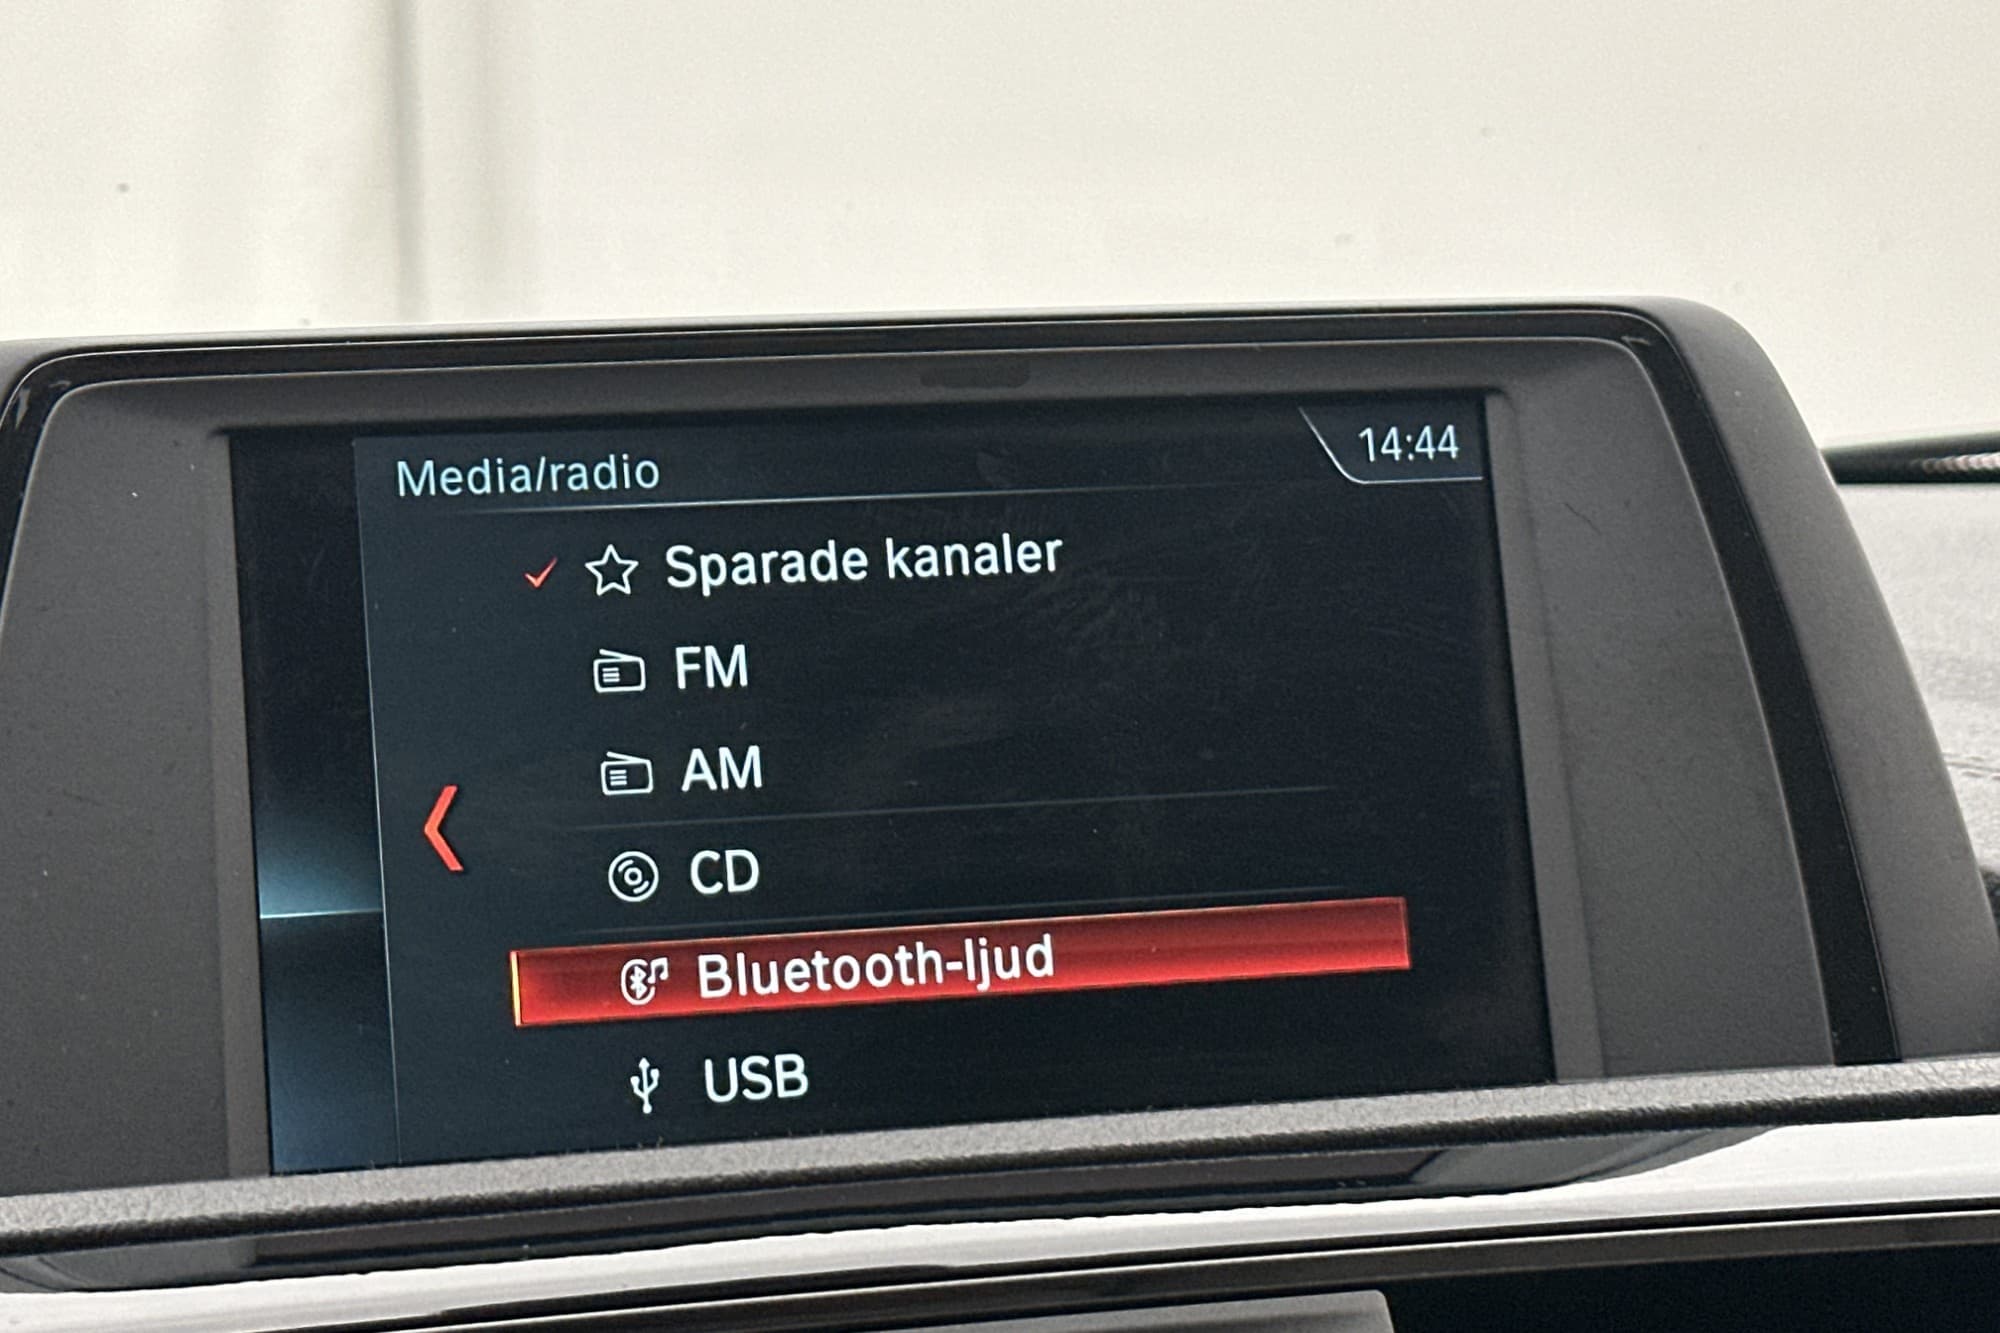 Media/radio
14:44
Sparade kanaler
FM
AM
CD
Bluetooth-ljud
USB